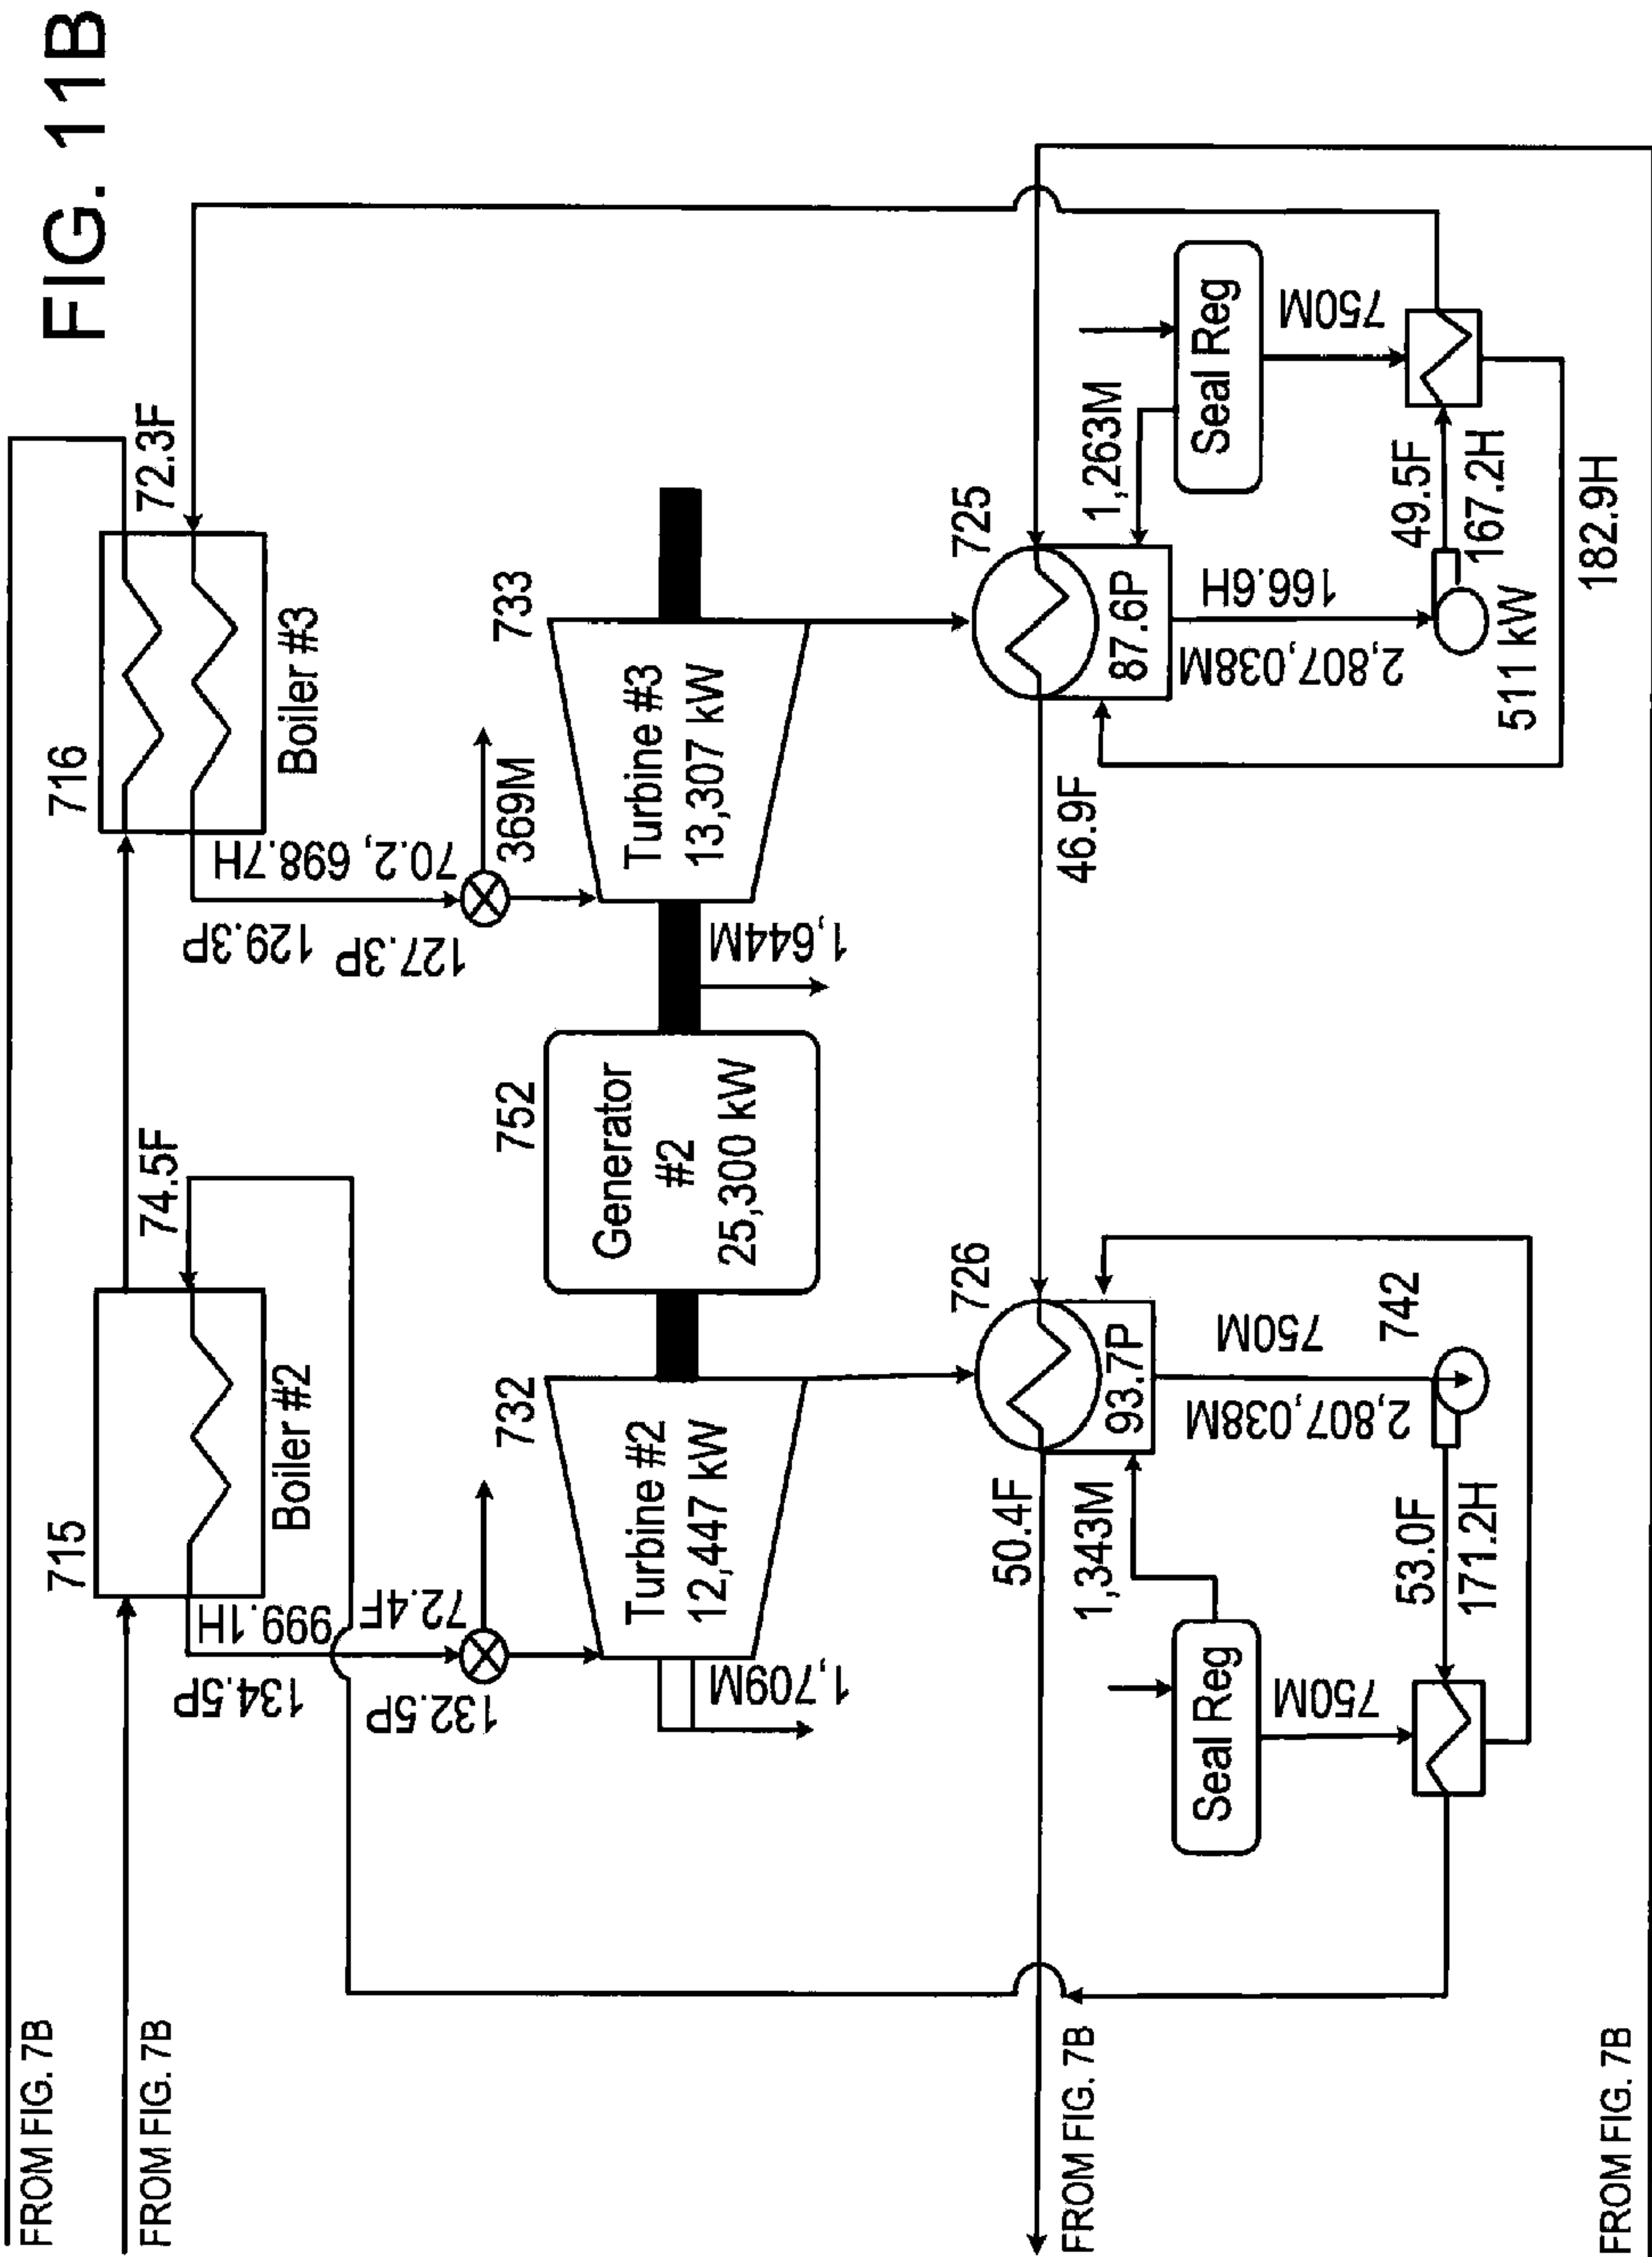 FIG. 11B
FROM FIG. 7B
FROM FIG. 7B
715
Boiler #2
74.5F
716
Boiler #3
72.3F
999.1H
134.5P
72.4F
132.5P
70.2, 698.7H
129.3P
127.3P
369M
732
Turbine #2
12,447 kW
1,709M
752
Generator
#2
25,300 kW
1,644M
733
Turbine #3
13,307 kW
FROM FIG. 7B
50.4F
726
93.7P
46.9F
725
87.6P
1,343M
Seal Reg
750M
750M
2,807,038M
742
53.0F
171.2H
1,263M
Seal Reg
750M
166.6H
2,807,038M
511 kW
49.5F
167.2H
182.9H
FROM FIG. 7B